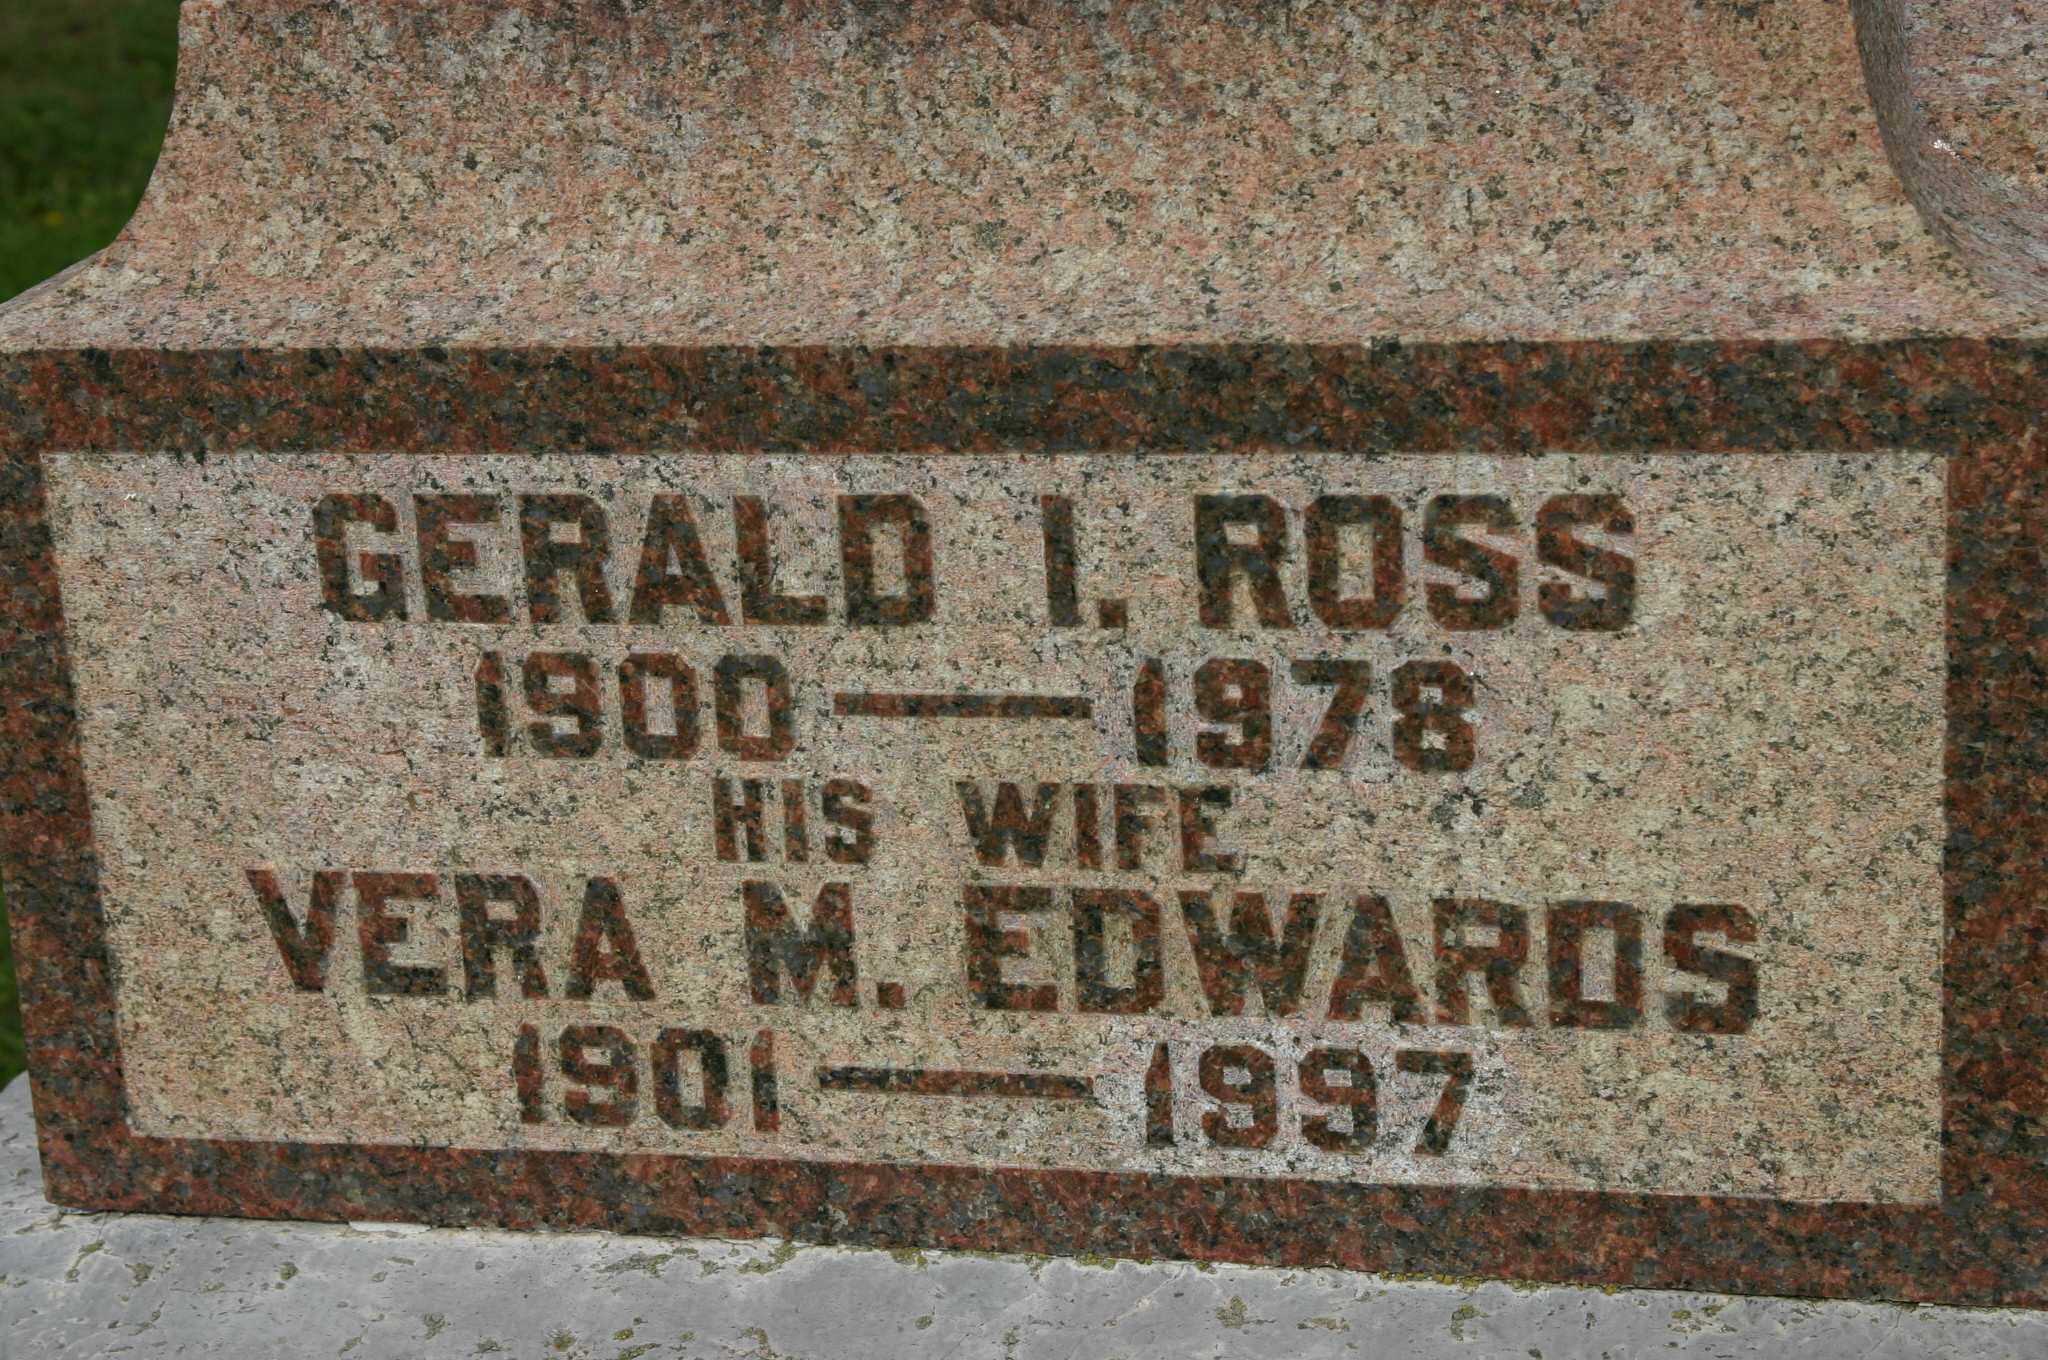 GERALD I. ROSS
1900 — 1978
HIS WIFE
VERA M. EDWARDS
1901 — 1997